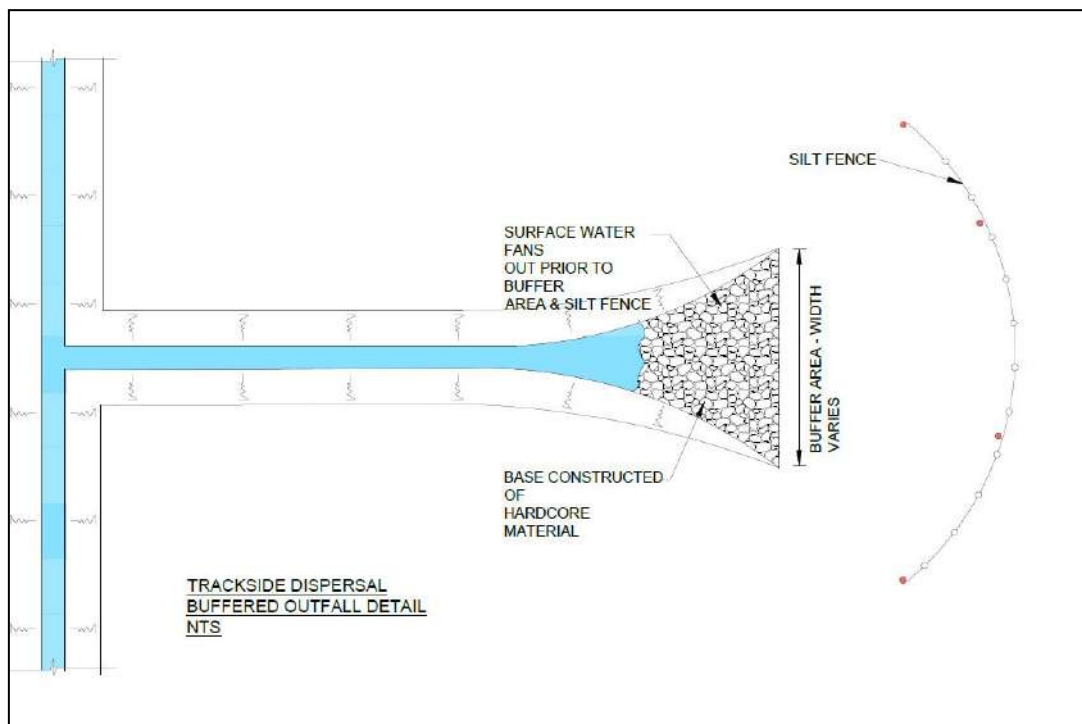 SILT FENCE
SURFACE WATER
FANS
OUT PRIOR TO
BUFFER
AREA & SILT FENCE
BUFFER AREA - WIDTH
VARIES
BASE CONSTRUCTED
OF
HARDCORE
MATERIAL
TRACKSIDE DISPERSAL
BUFFERED OUTFALL DETAIL
NTS